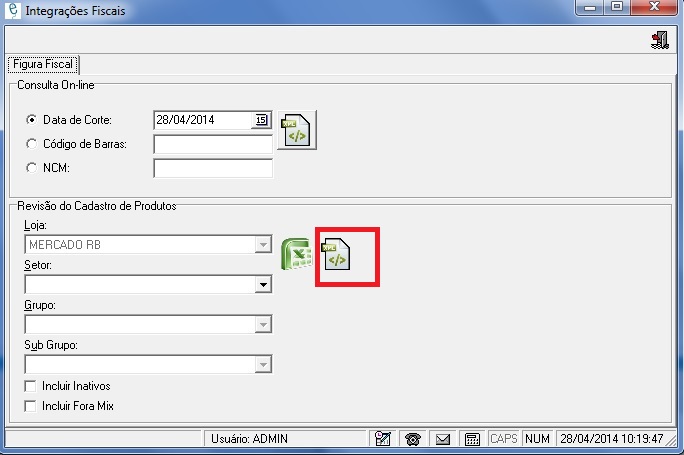 Integrações Fiscais
Figura Fiscal
Consulta On-line
Data de Corte: 28/04/2014 15
Código de Barras:
NCM:
Revisão do Cadastro de Produtos
Loja:
MERCADO RB
Setor:
Grupo:
Sub Grupo:
Incluir Inativos
Incluir Fora Mix
Usuário: ADMIN CAPS NUM 28/04/2014 10:19:47